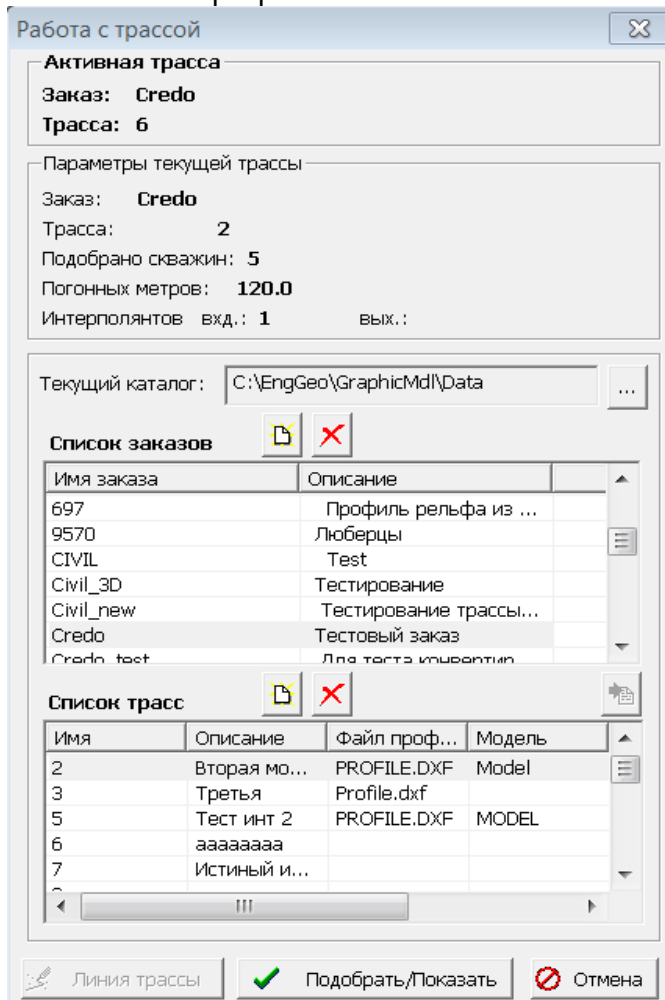 Работа с трассой
Активная трасса
Заказ: Credo
Трасса: 6
Параметры текущей трассы
Заказ: Credo
Трасса: 2
Подобрано скважин: 5
Погонных метров: 120.0
Интерполянтов вхд.: 1 вых.:
Текущий каталог: C:\EngGeo\GraphicMdl\Data ...
Список заказов
Имя заказа Описание
697 Профиль рельфа из ...
9570 Люберцы
CIVIL Test
Civil_3D Тестирование
Civil_new Тестирование трассы...
Credo Тестовый заказ
Credo_test Для теста конвертир
Список трасс
Имя Описание Файл проф... Модель
2 Вторая мо... PROFILE.DXF Model
3 Третья Profile.dxf
5 Тест инт 2 PROFILE.DXF MODEL
6 аааааааа
7 Истиный и...
Линия трассы Подобрать/Показать Отмена